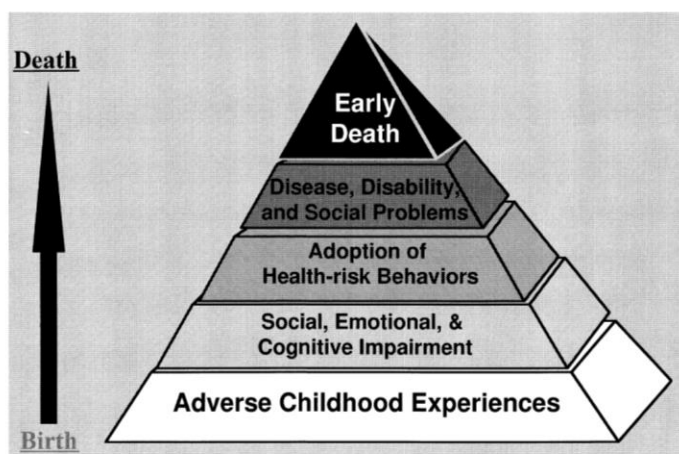 Death
Early
Death
Disease, Disability,
and Social Problems
Adoption of
Health-risk Behaviors
Social, Emotional, &
Cognitive Impairment
Adverse Childhood Experiences
Birth